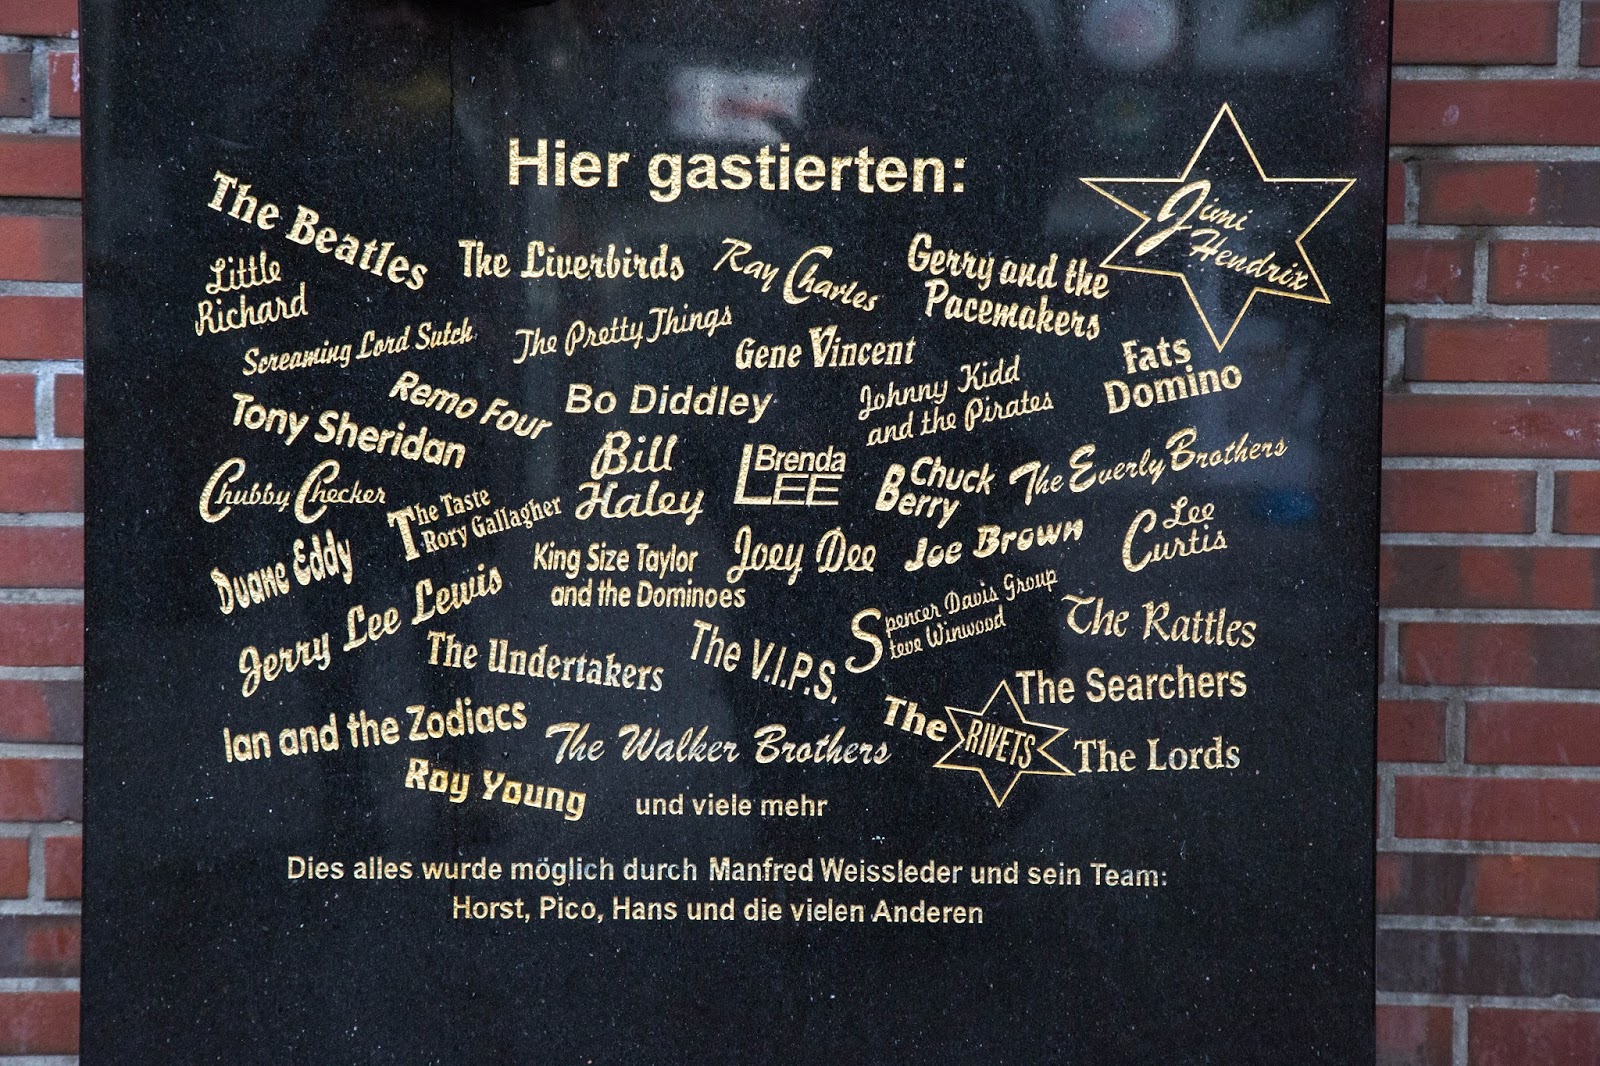 Hier gastierten:
The Beatles
Little
Richard
The Liverbirds
Ray Charles
Gerry and the
Pacemakers
Jimi
Hendrix
Screaming Lord Sutch
The Pretty Things
Gene Vincent
Fats
Domino
Remo Four
Bo Diddley
Johnny Kidd
and the Pirates
Tony Sheridan
Bill
Haley
Brenda
LEE
Chuck
Berry
The Everly Brothers
Chubby Checker
The Taste
Rory Gallagher
Duane Eddy
King Size Taylor
and the Dominoes
Joey Dee
Joe Brown
Lee
Curtis
Jerry Lee Lewis
The Undertakers
The V.I.P.S.
Spencer Davis Group
Steve Winwood
The Rattles
The Searchers
Ian and the Zodiacs
The Walker Brothers
The RIVETS
The Lords
Roy Young
und viele mehr
Dies alles wurde möglich durch Manfred Weissleder und sein Team:
Horst, Pico, Hans und die vielen Anderen